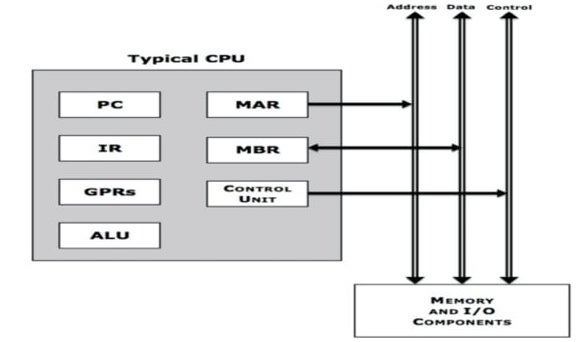 Address Data Control
Typical CPU
PC
MAR
IR
MBR
GPRs
CONTROL
UNIT
ALU
MEMORY
AND I/O
COMPONENTS